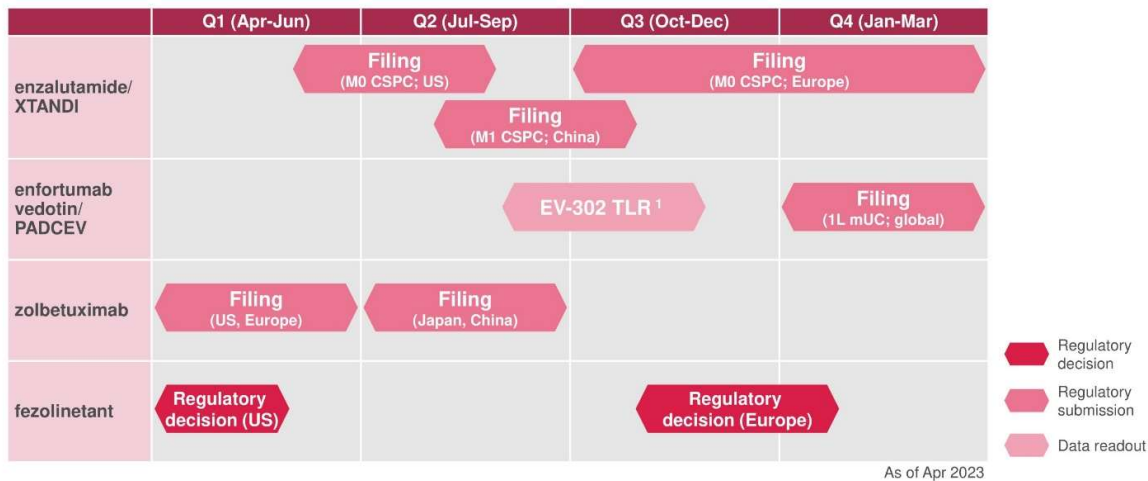 Q1 (Apr-Jun)
Q2 (Jul-Sep)
Q3 (Oct-Dec)
Q4 (Jan-Mar)
enzalutamide/
XTANDI
Filing
(M0 CSPC; US)
Filing
(M0 CSPC; Europe)
Filing
(M1 CSPC; China)
enfortumab
vedotin/
PADCEV
EV-302 TLR 1
Filing
(1L mUC; global)
zolbetuximab
Filing
(US, Europe)
Filing
(Japan, China)
fezolinetant
Regulatory
decision (US)
Regulatory
decision (Europe)
Regulatory
decision
Regulatory
submission
Data readout
As of Apr 2023